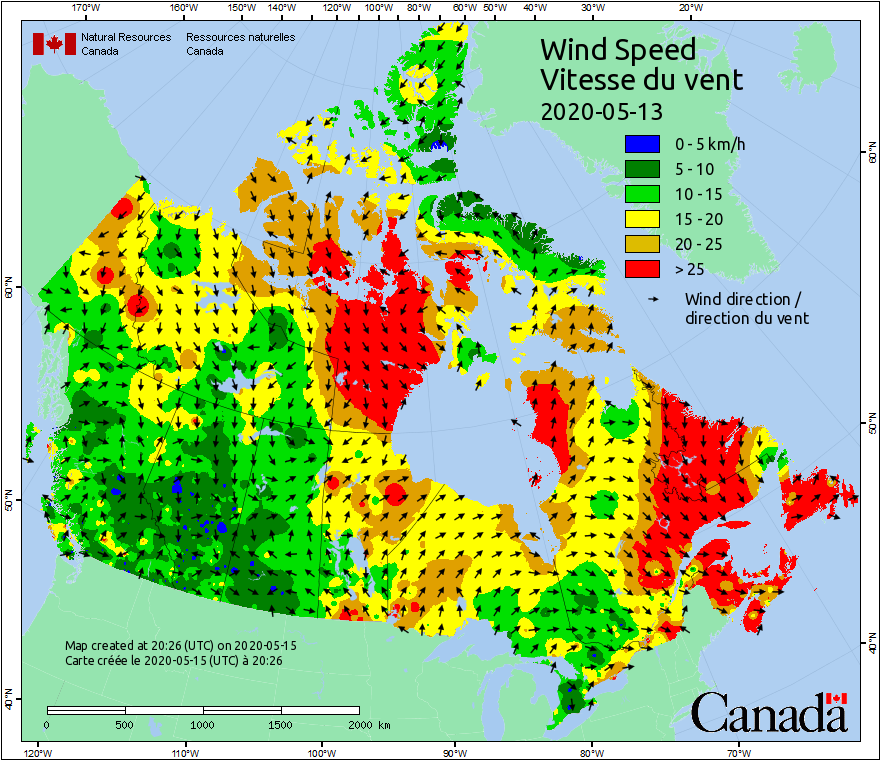 170°W 160°W 150°W 140°W 120°W 100°W 80°W 60°W 50°W 40°W 30°W 20°W
Natural Resources Ressources naturelles
Canada Canada
Wind Speed
Vitesse du vent
2020-05-13
0 - 5 km/h
5 - 10
10 - 15
15 - 20
20 - 25
> 25
Wind direction /
direction du vent
60°N 60°N
50°N 50°N
40°N 40°N
Map created at 20:26 (UTC) on 2020-05-15
Carte créée le 2020-05-15 (UTC) à 20:26
0 500 1000 1500 2000 km
Canada
120°W 110°W 100°W 90°W 80°W 70°W